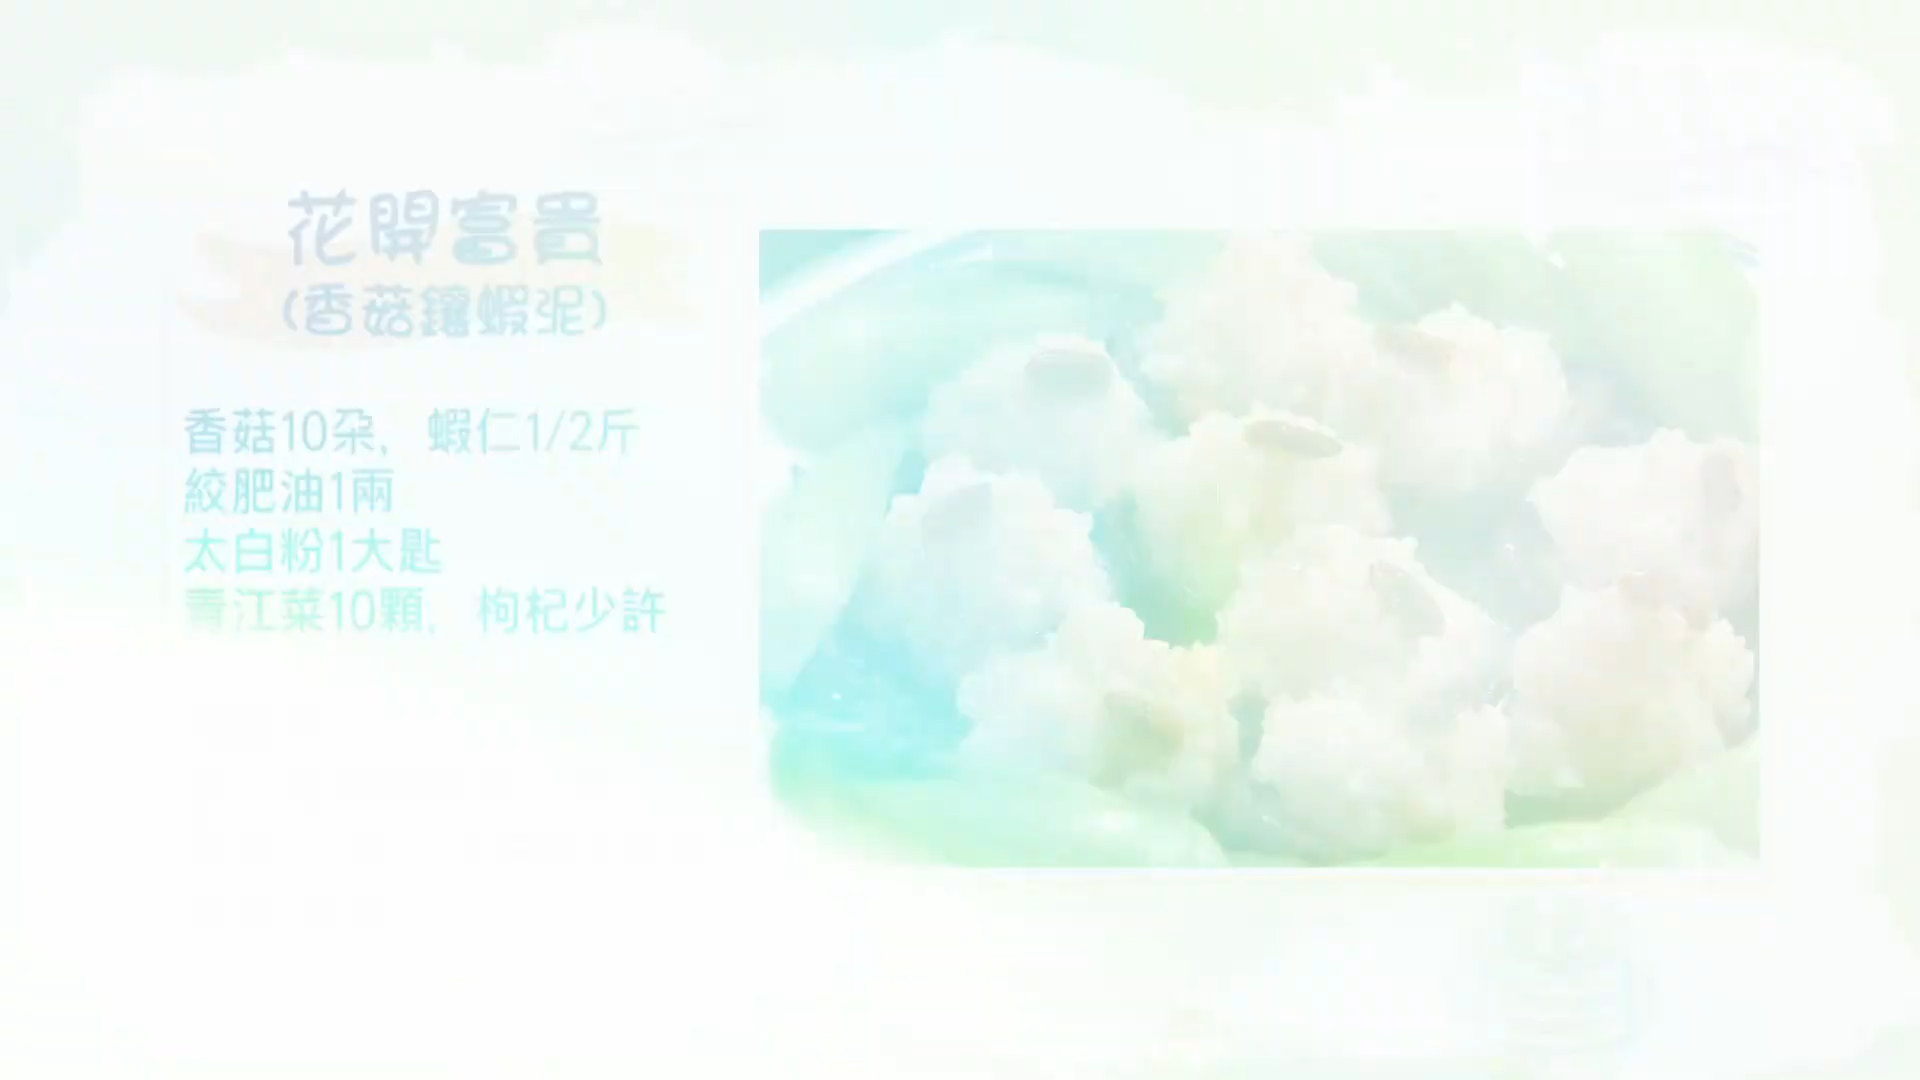 花開富貴
(香菇鑲蝦泥)
香菇10朶，蝦仁1/2斤
絞肥油1兩
太白粉1大匙
青江菜10顆，枸杞少許